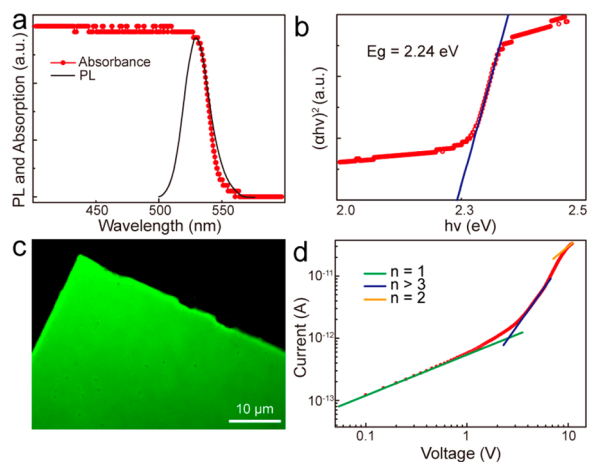 a
Absorbance
PL
PL and Absorption (a.u.)
450 500 550
Wavelength (nm)
b
Eg = 2.24 eV
(αhv)² (a.u.)
2.0 2.3 2.5
hv (eV)
c
10 μm
d
n = 1
n > 3
n = 2
Current (A)
10⁻¹¹
10⁻¹²
10⁻¹³
0.1 1 10
Voltage (V)